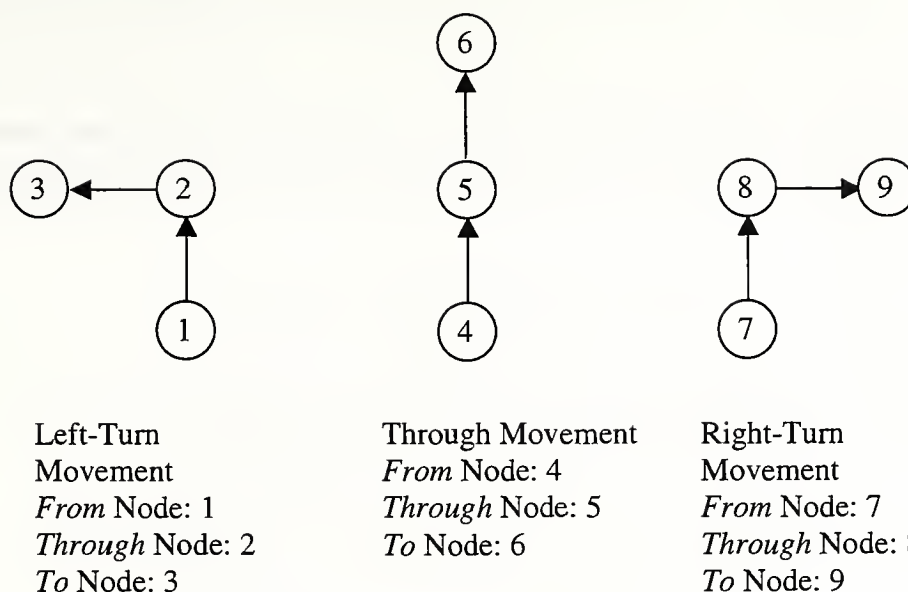 6
3
2
5
8
9
1
4
7
Left-Turn
Movement
From Node: 1
Through Node: 2
To Node: 3
Through Movement
From Node: 4
Through Node: 5
To Node: 6
Right-Turn
Movement
From Node: 7
Through Node:
To Node: 9